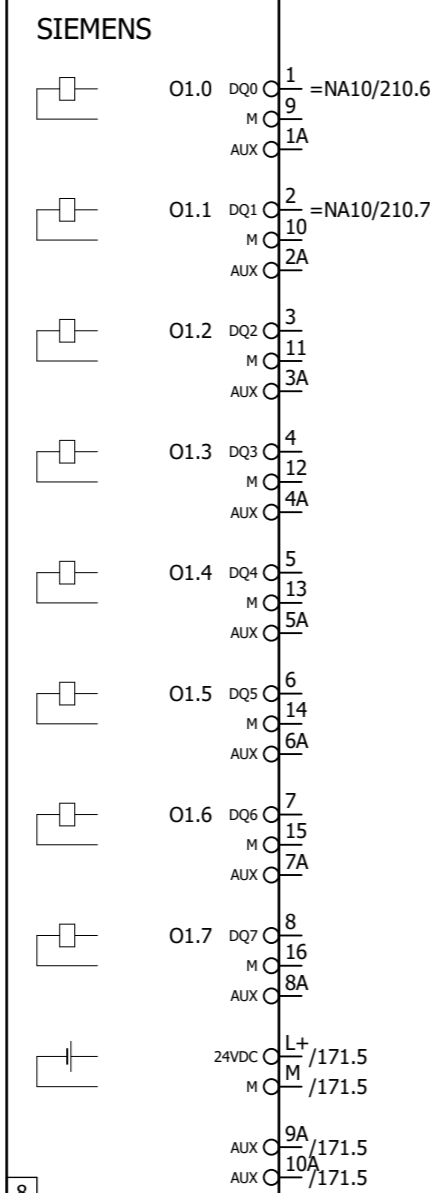 SIEMENS
O1.0 DQ0 1 =NA10/210.6
M 9
AUX 1A
O1.1 DQ1 2 =NA10/210.7
M 10
AUX 2A
O1.2 DQ2 3
M 11
AUX 3A
O1.3 DQ3 4
M 12
AUX 4A
O1.4 DQ4 5
M 13
AUX 5A
O1.5 DQ5 6
M 14
AUX 6A
O1.6 DQ6 7
M 15
AUX 7A
O1.7 DQ7 8
M 16
AUX 8A
24VDC L+ /171.5
M M /171.5
AUX 9A /171.5
AUX 10A /171.5
8